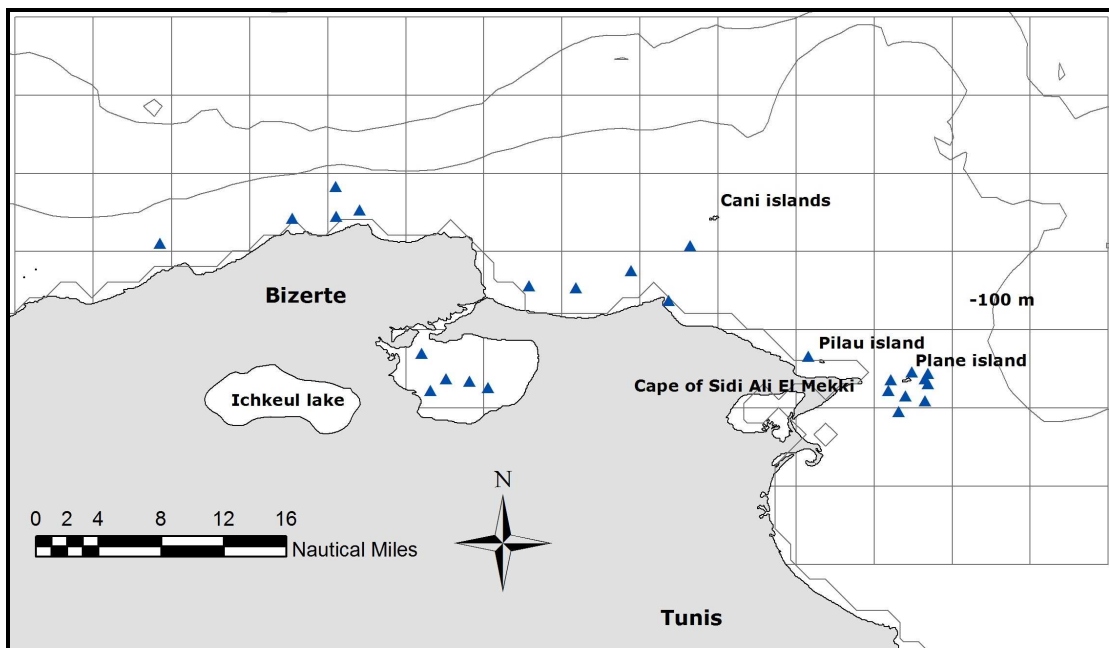 Cani islands
Bizerte
-100 m
Pilau island
Plane island
Cape of Sidi Ali El Mekki
Ichkeul lake
N
0 2 4 8 12 16
Nautical Miles
Tunis